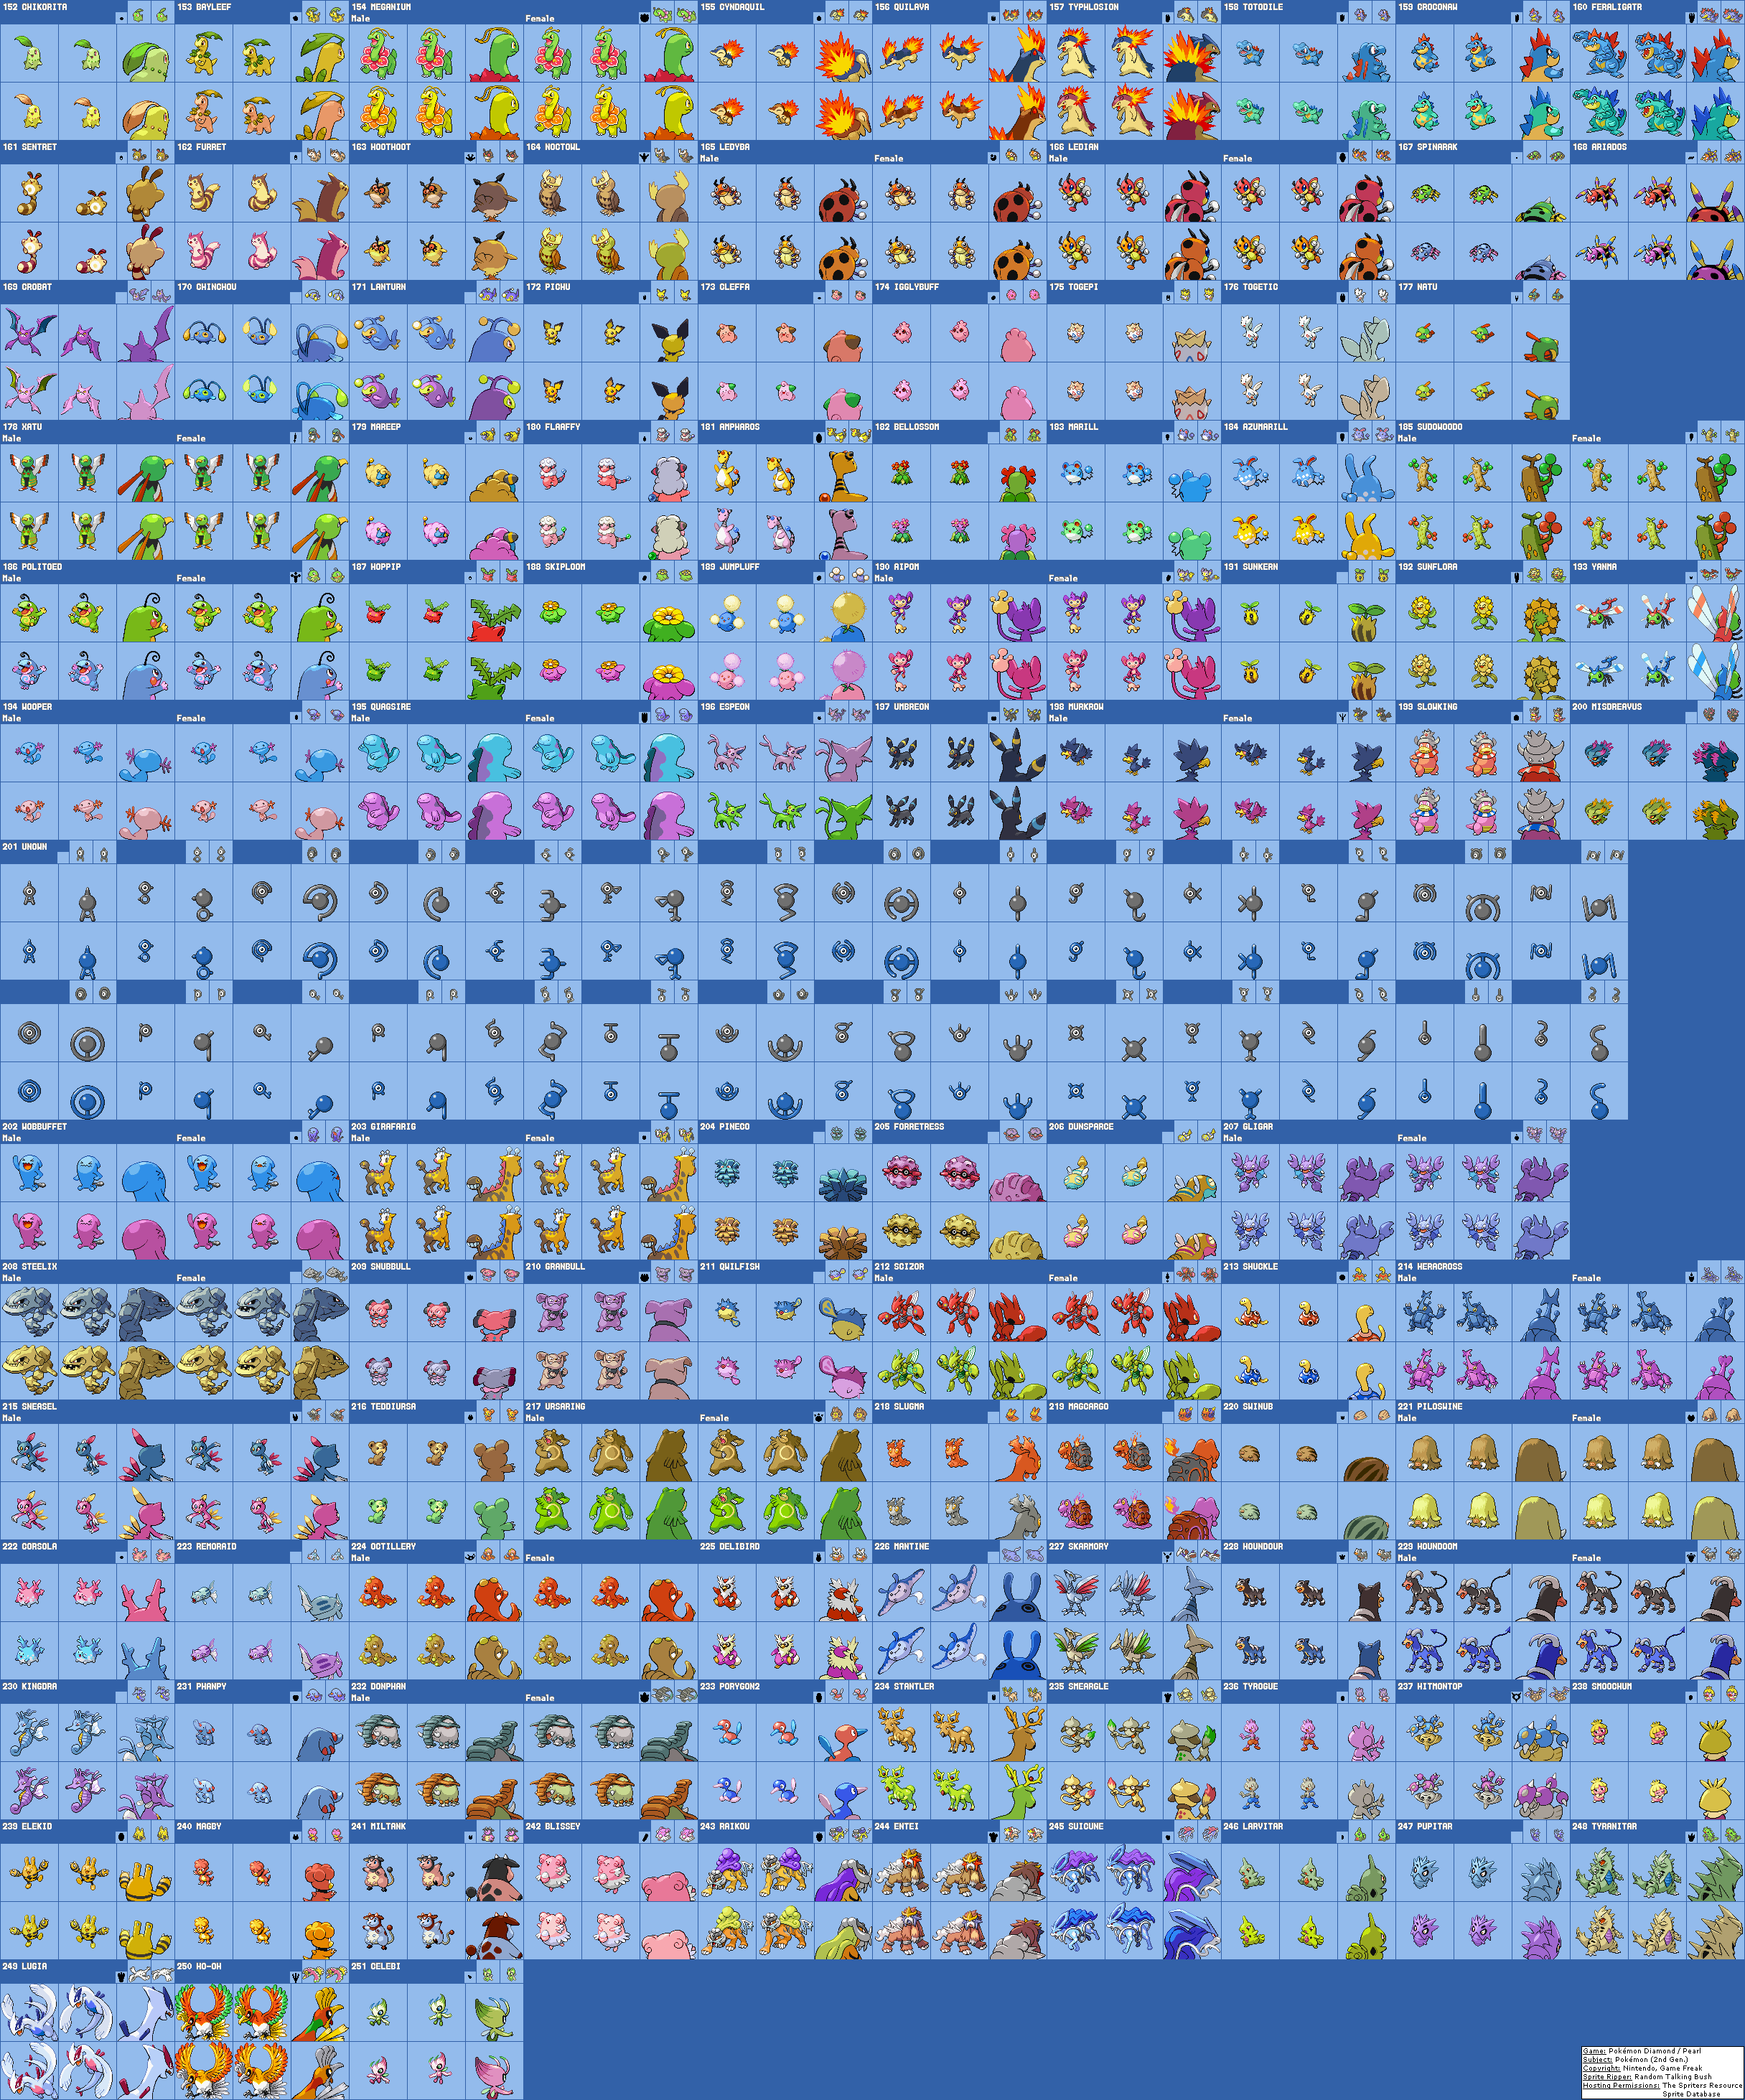 152 CHIKORITA 153 BAYLEEF 154 MEGANIUM 155 CYNDAQUIL 156 QUILAVA 157 TYPHLOSION 158 TOTODILE 159 CROCONAW 160 FERALIGATR
Male Female
161 SENTRET 162 FURRET 163 HOOTHOOT 164 NOCTOWL 165 LEDYBA 166 LEDIAN 167 SPINARAK 168 ARIADOS
Male Female Male Female
169 CROBAT 170 CHINCHOU 171 LANTURN 172 PICHU 173 CLEFFA 174 IGGLYBUFF 175 TOGEPI 176 TOGETIC 177 NATU
178 XATU 179 MAREEP 180 FLAAFFY 181 AMPHAROS 182 BELLOSSOM 183 MARILL 184 AZUMARILL 185 SUDOWOODO
Male Female Male Female
186 POLITOED 187 HOPPIP 188 SKIPLOOM 189 JUMPLUFF 190 AIPOM 191 SUNKERN 192 SUNFLORA 193 YANMA
Male Female Male Female
194 WOOPER 195 QUAGSIRE 196 ESPEON 197 UMBREON 198 MURKROW 199 SLOWKING 200 MISDREAVUS
Male Female Male Female Male Female
201 UNOWN
202 WOBBUFFET 203 GIRAFARIG 204 PINECO 205 FORRETRESS 206 DUNSPARCE 207 GLIGAR
Male Female Male Female Male Female
208 STEELIX 209 SNUBBULL 210 GRANBULL 211 QWILFISH 212 SCIZOR 213 SHUCKLE 214 HERACROSS
Male Female Male Female Male Female
215 SNEASEL 216 TEDDIURSA 217 URSARING 218 SLUGMA 219 MAGCARGO 220 SWINUB 221 PILOSWINE
Male Male Female Male Female
222 CORSOLA 223 REMORAID 224 OCTILLERY 225 DELIBIRD 226 MANTINE 227 SKARMORY 228 HOUNDOUR 229 HOUNDOOM
Male Female Male Female
230 KINGDRA 231 PHANPY 232 DONPHAN 233 PORYGON2 234 STANTLER 235 SMEARGLE 236 TYROGUE 237 HITMONTOP 238 SMOOCHUM
Male Female
239 ELEKID 240 MAGBY 241 MILTANK 242 BLISSEY 243 RAIKOU 244 ENTEI 245 SUICUNE 246 LARVITAR 247 PUPITAR 248 TYRANITAR
249 LUGIA 250 HO-OH 251 CELEBI
Game: Pokémon Diamond / Pearl
Subject: Pokémon (2nd Gen.)
Copyright: Nintendo, Game Freak
Sprite Ripper: Random Talking Bush
Hosting Permissions: The Spriters Resource
Sprite Database